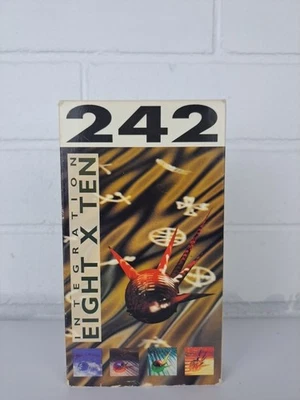 242
INTEGRATION
EIGHT X TEN